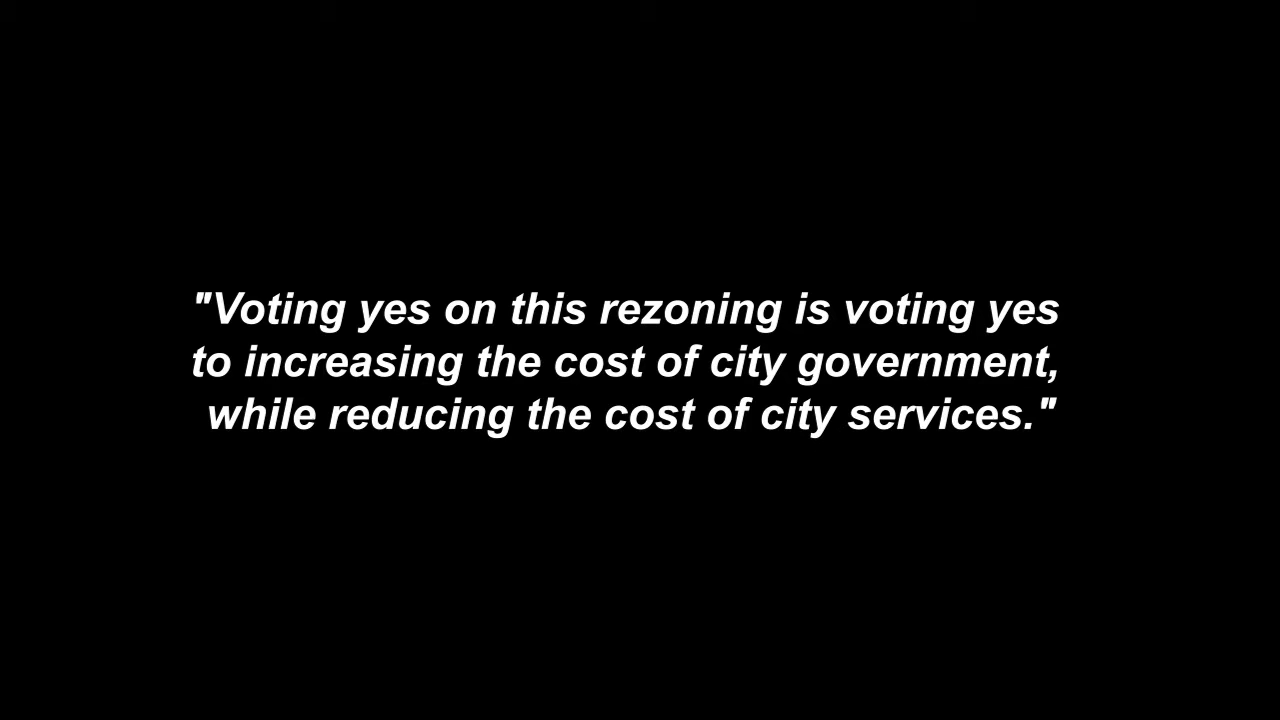 "Voting yes on this rezoning is voting yes
to increasing the cost of city government,
while reducing the cost of city services."